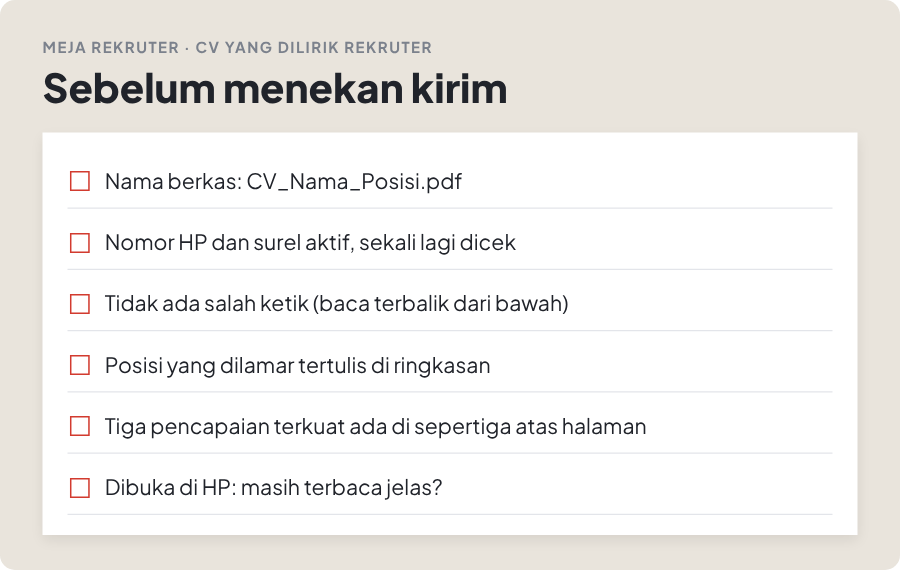 MEJA REKRUTER · CV YANG DILIRIK REKRUTER
Sebelum menekan kirim
Nama berkas: CV_Nama_Posisi.pdf
Nomor HP dan surel aktif, sekali lagi dicek
Tidak ada salah ketik (baca terbalik dari bawah)
Posisi yang dilamar tertulis di ringkasan
Tiga pencapaian terkuat ada di sepertiga atas halaman
Dibuka di HP: masih terbaca jelas?